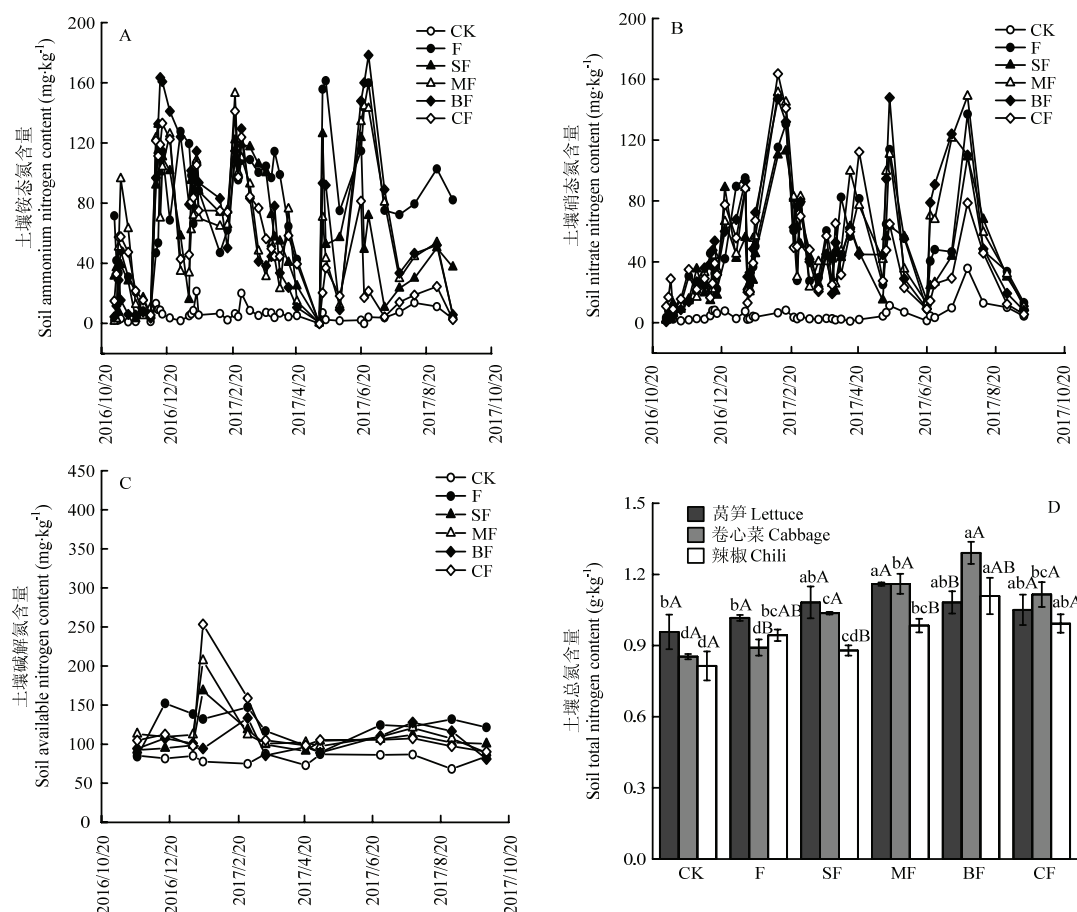 A
土壤铵态氮含量
Soil ammonium nitrogen content (mg·kg⁻¹)
200
160
120
80
40
0
CK
F
SF
MF
BF
CF
2016/10/20
2016/12/20
2017/2/20
2017/4/20
2017/6/20
2017/8/20
2017/10/20
B
土壤硝态氮含量
Soil nitrate nitrogen content (mg·kg⁻¹)
200
160
120
80
40
0
CK
F
SF
MF
BF
CF
2016/10/20
2016/12/20
2017/2/20
2017/4/20
2017/6/20
2017/8/20
2017/10/20
C
土壤碱解氮含量
Soil available nitrogen content (mg·kg⁻¹)
450
400
350
300
250
200
150
100
50
0
CK
F
SF
MF
BF
CF
2016/10/20
2016/12/20
2017/2/20
2017/4/20
2017/6/20
2017/8/20
2017/10/20
D
土壤总氮含量
Soil total nitrogen content (g·kg⁻¹)
1.5
1.2
0.9
0.6
0.3
0.0
莴笋 Lettuce
卷心菜 Cabbage
辣椒 Chili
bA dA dA
bA dB bcAB
abA cA cdB
aA bA bcB
abB aA aAB
abA bcA abA
CK F SF MF BF CF